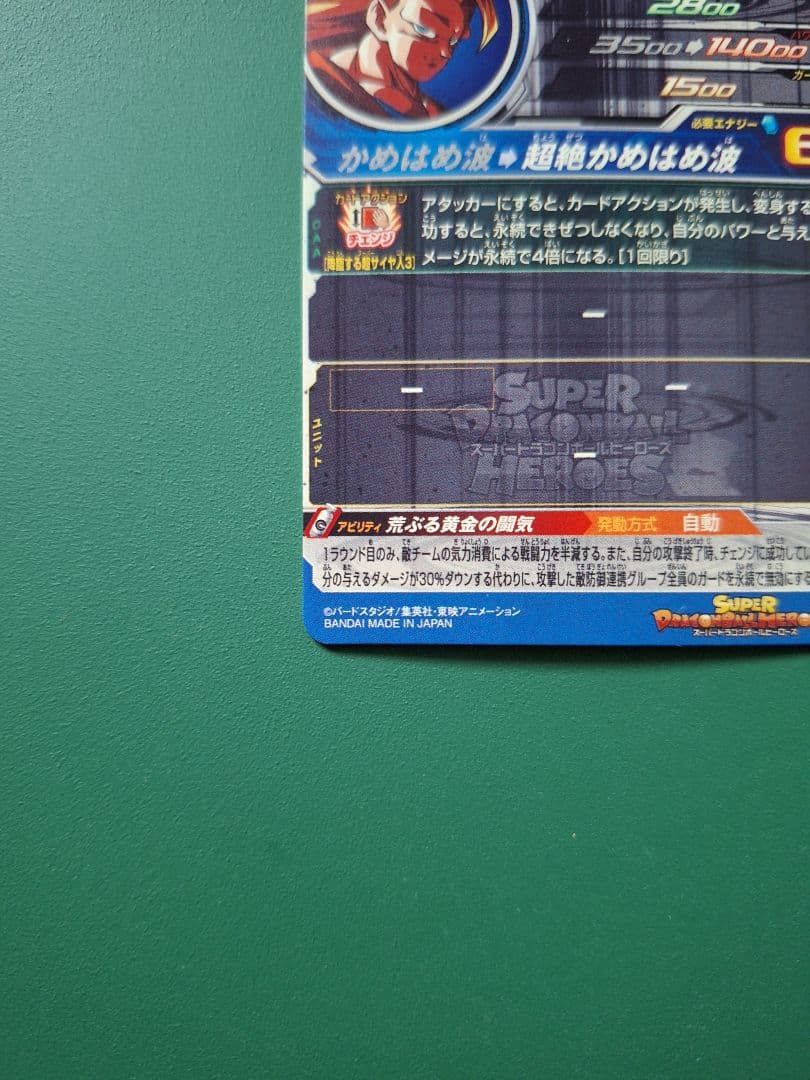 2800
3500➡14000
1500
必要エナジー
かめはめ波➡超絶かめはめ波
カードアクション
チェンジ
[降臨する超サイヤ人3]
CAA
アタッカーにすると、カードアクションが発生し、変身する
功すると、永続できぜつしなくなり、自分のパワーと与え
メージが永続で4倍になる。[1回限り]
ユニット
SUPER
DRAGONBALL
スーパードラゴンボールヒーローズ
HEROES
アビリティ 荒ぶる黄金の闘気 発動方式 自動
1ラウンド目のみ、敵チームの気力消費による戦闘力を半減する。また、自分の攻撃終了時、チェンジに成功してい
分の与えるダメージが30%ダウンする代わりに、攻撃した敵防御連携グループ全員のガードを永続で無効にする
©バードスタジオ/集英社・東映アニメーション
BANDAI MADE IN JAPAN
SUPER
DRAGONBALL HERO
スーパードラゴンボールヒーローズ